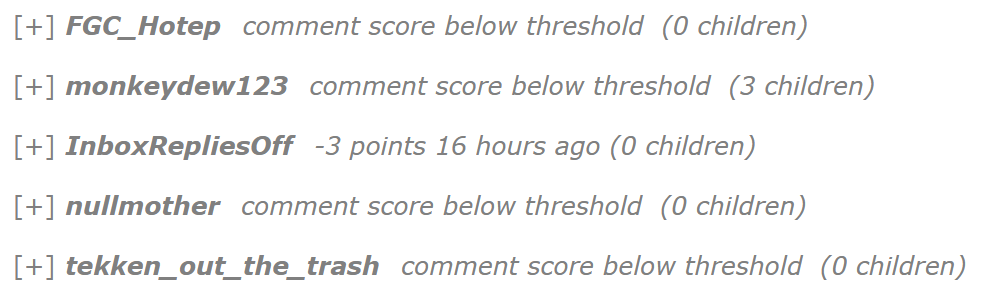 [+] FGC_Hotep comment score below threshold (0 children)
[+] monkeydew123 comment score below threshold (3 children)
[+] InboxRepliesOff -3 points 16 hours ago (0 children)
[+] nullmother comment score below threshold (0 children)
[+] tekken_out_the_trash comment score below threshold (0 children)